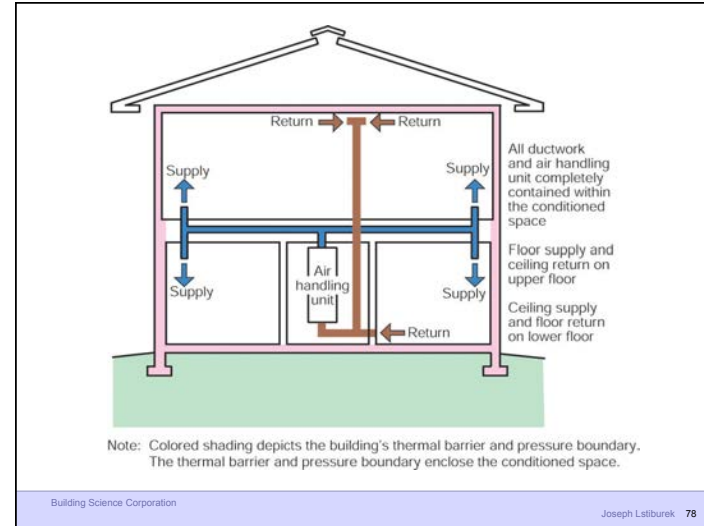 Return Return
Supply
Supply
All ductwork
and air handling
unit completely
contained within
the conditioned
space
Floor supply and
ceiling return on
upper floor
Ceiling supply
and floor return
on lower floor
Air
handling
unit
Supply
Supply
Return
Note: Colored shading depicts the building's thermal barrier and pressure boundary.
The thermal barrier and pressure boundary enclose the conditioned space.
Building Science Corporation
Joseph Lstiburek 78